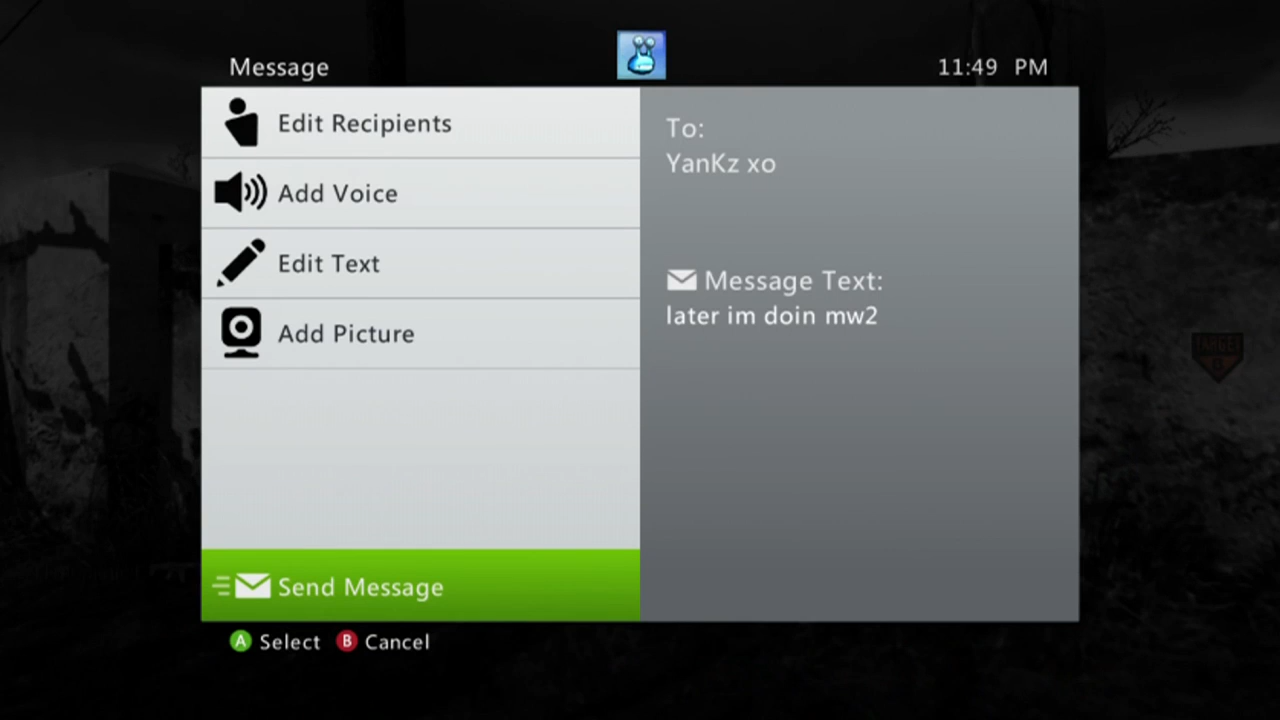 Message
11:49 PM
Edit Recipients
Add Voice
Edit Text
Add Picture
Send Message
To:
YanKz xo
Message Text:
later im doin mw2
TARGET
A Select B Cancel